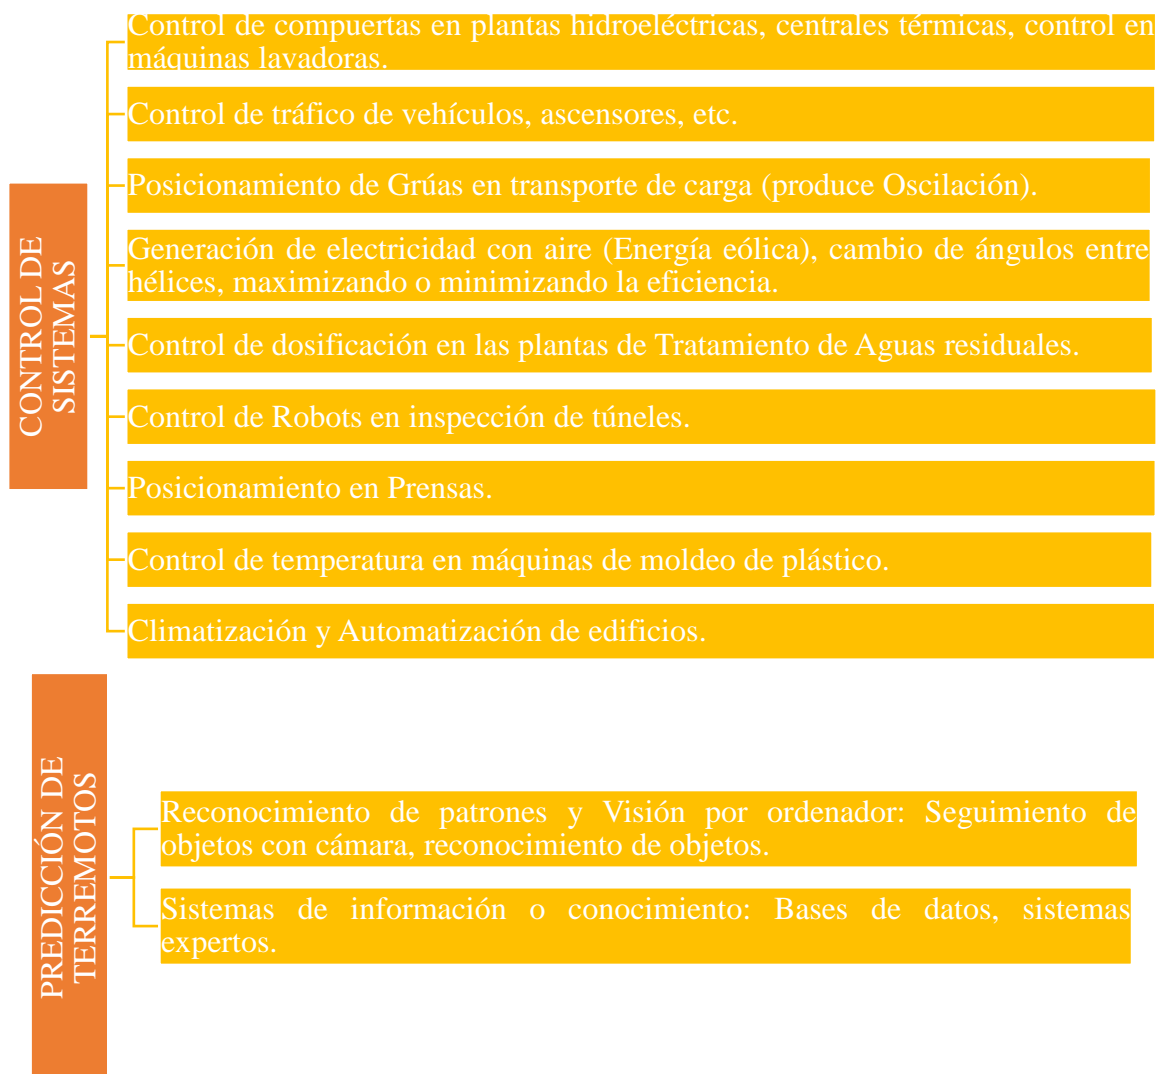 CONTROL DE
SISTEMAS
Control de compuertas en plantas hidroeléctricas, centrales térmicas, control en
máquinas lavadoras.
Control de tráfico de vehículos, ascensores, etc.
Posicionamiento de Grúas en transporte de carga (produce Oscilación).
Generación de electricidad con aire (Energía eólica), cambio de ángulos entre
hélices, maximizando o minimizando la eficiencia.
Control de dosificación en las plantas de Tratamiento de Aguas residuales.
Control de Robots en inspección de túneles.
Posicionamiento en Prensas.
Control de temperatura en máquinas de moldeo de plástico.
Climatización y Automatización de edificios.
PREDICCIÓN DE
TERREMOTOS
Reconocimiento de patrones y Visión por ordenador: Seguimiento de
objetos con cámara, reconocimiento de objetos.
Sistemas de información o conocimiento: Bases de datos, sistemas
expertos.